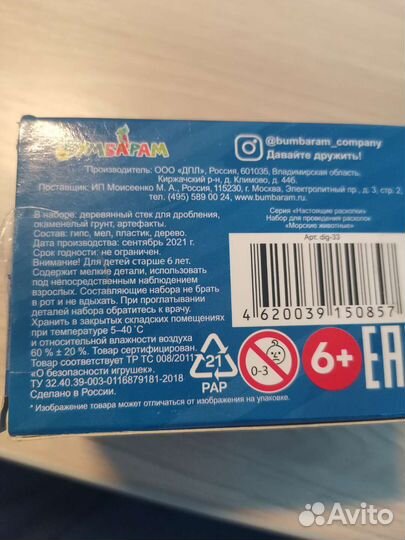 БУМБАРАМ
@bumbaram_company
Давайте дружить!
Производитель: ООО «ДПЛ», Россия, 601035, Владимирская область,
Киржачский р-н, д. Климово, д. 44б.
Поставщик: ИП Моисеенко М. А., Россия, 115230, г. Москва, Электролитный пр., д. 3, стр. 2,
тел. (495) 589 00 24, www.bumbaram.ru
В наборе: деревянный стек для дробления,
окаменелый грунт, артефакты.
Состав: гипс, мел, пластик, дерево.
Дата производства: сентябрь 2021 г.
Срок годности: не ограничен.
Внимание! Для детей старше 6 лет.
Содержит мелкие детали, использовать
под непосредственным наблюдением
взрослых. Составляющие набора не брать
в рот и не вдыхать. При проглатывании
деталей набора обратитесь к врачу.
Хранить в закрытых складских помещениях
при температуре 5–40 °С
и относительной влажности воздуха
60 % ± 20 %. Товар сертифицирован.
Товар соответствует ТР ТС 008/2011
«О безопасности игрушек».
ТУ 32.40.39-003-0116879181-2018
Сделано в России.
* Изображение товара может отличаться от изображения, указанного на упаковке.
Серия «Настоящие раскопки»
Набор для проведения раскопок
«Морские животные»
Арт. dig-33
4 620039 150857
21
PAP
0-3
6+
EAC
Avito